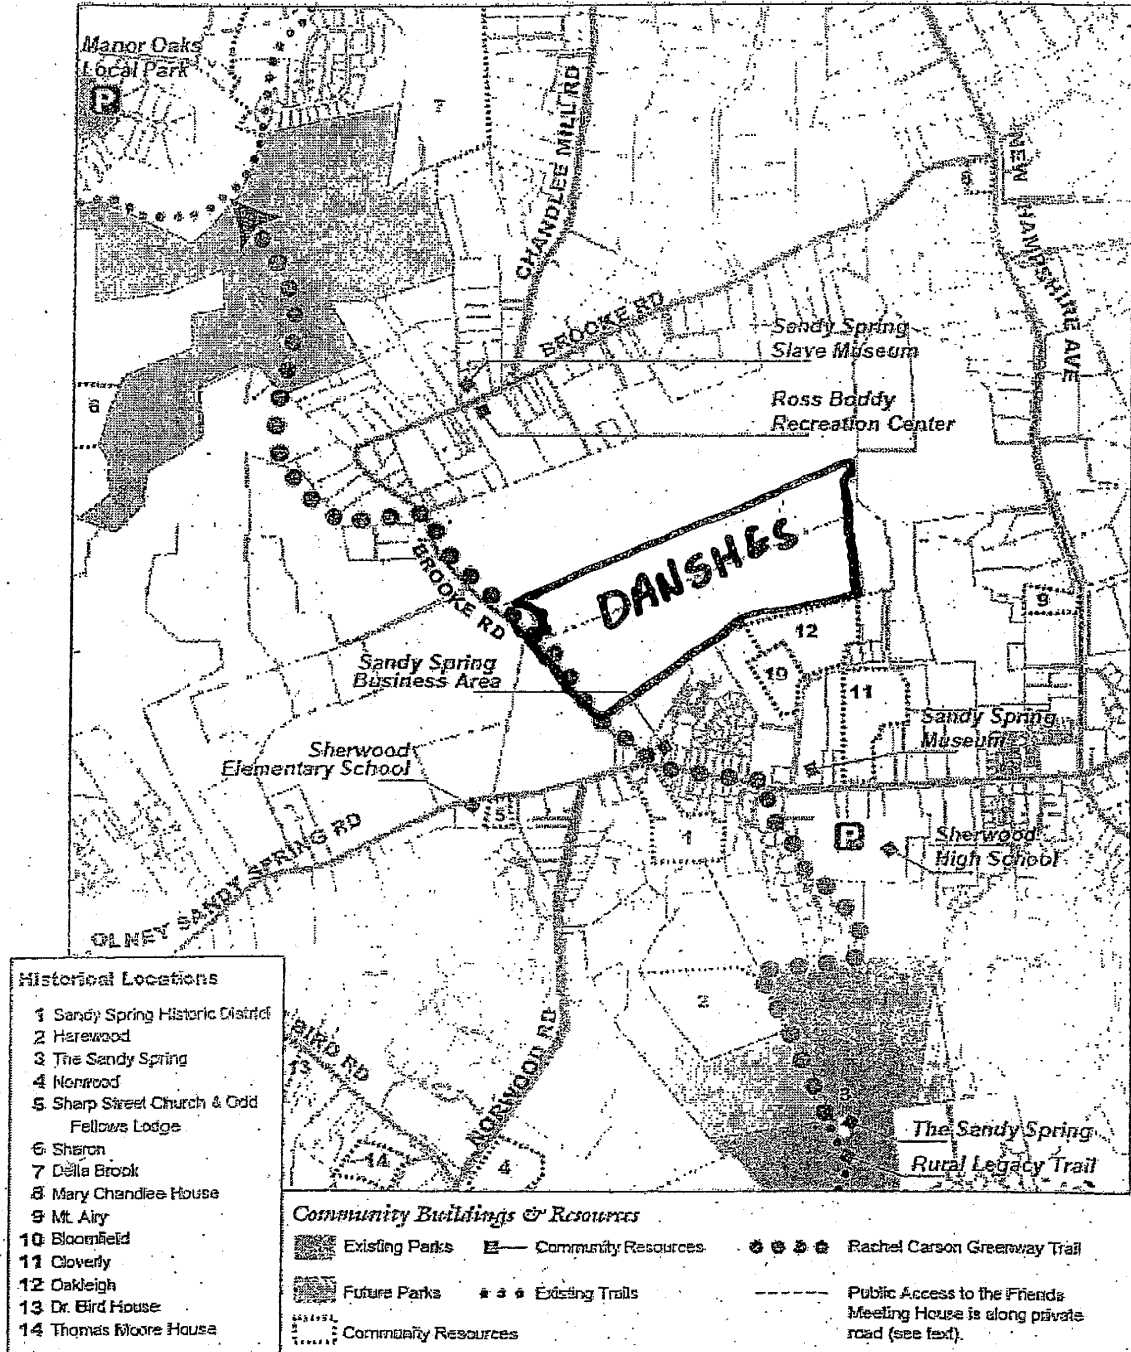 Manor Oaks
Local Park
P
7
CHANDLEE MILL RD
8
NEW HAMPSHIRE AVE
BROOKE RD
Sandy Spring
Slave Museum
6
Ross Boddy
Recreation Center
DANSHES
BROOKE RD
9
12
Sandy Spring
Business Area
10
11
Sandy Spring
Museum
Sherwood
Elementary School
5
1
P
Sherwood
High School
OLNEY SANDY SPRING RD
2
BIRD RD
13
NORWOOD RD
3
14
4
The Sandy Spring
Rural Legacy Trail
Historical Locations
1 Sandy Spring Historic District
2 Harewood
3 The Sandy Spring
4 Norwood
5 Sharp Street Church & Odd
Fellows Lodge
6 Sharon
7 Della Brook
8 Mary Chandlee House
9 Mt. Airy
10 Bloomfield
11 Cloverly
12 Oakleigh
13 Dr. Bird House
14 Thomas Moore House
Community Buildings & Resources
Existing Parks
Community Resources
Rachel Carson Greenway Trail
Future Parks
Existing Trails
Public Access to the Friends
Meeting House is along private
road (see text).
Community Resources